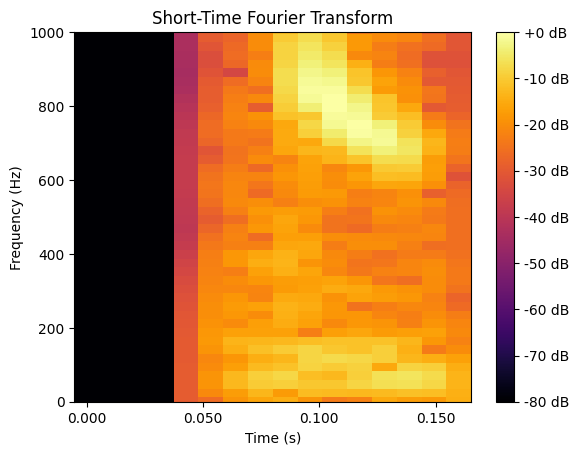 Short-Time Fourier Transform
1000
800
600
400
200
0
Frequency (Hz)
0.000
0.050
0.100
0.150
Time (s)
+0 dB
-10 dB
-20 dB
-30 dB
-40 dB
-50 dB
-60 dB
-70 dB
-80 dB